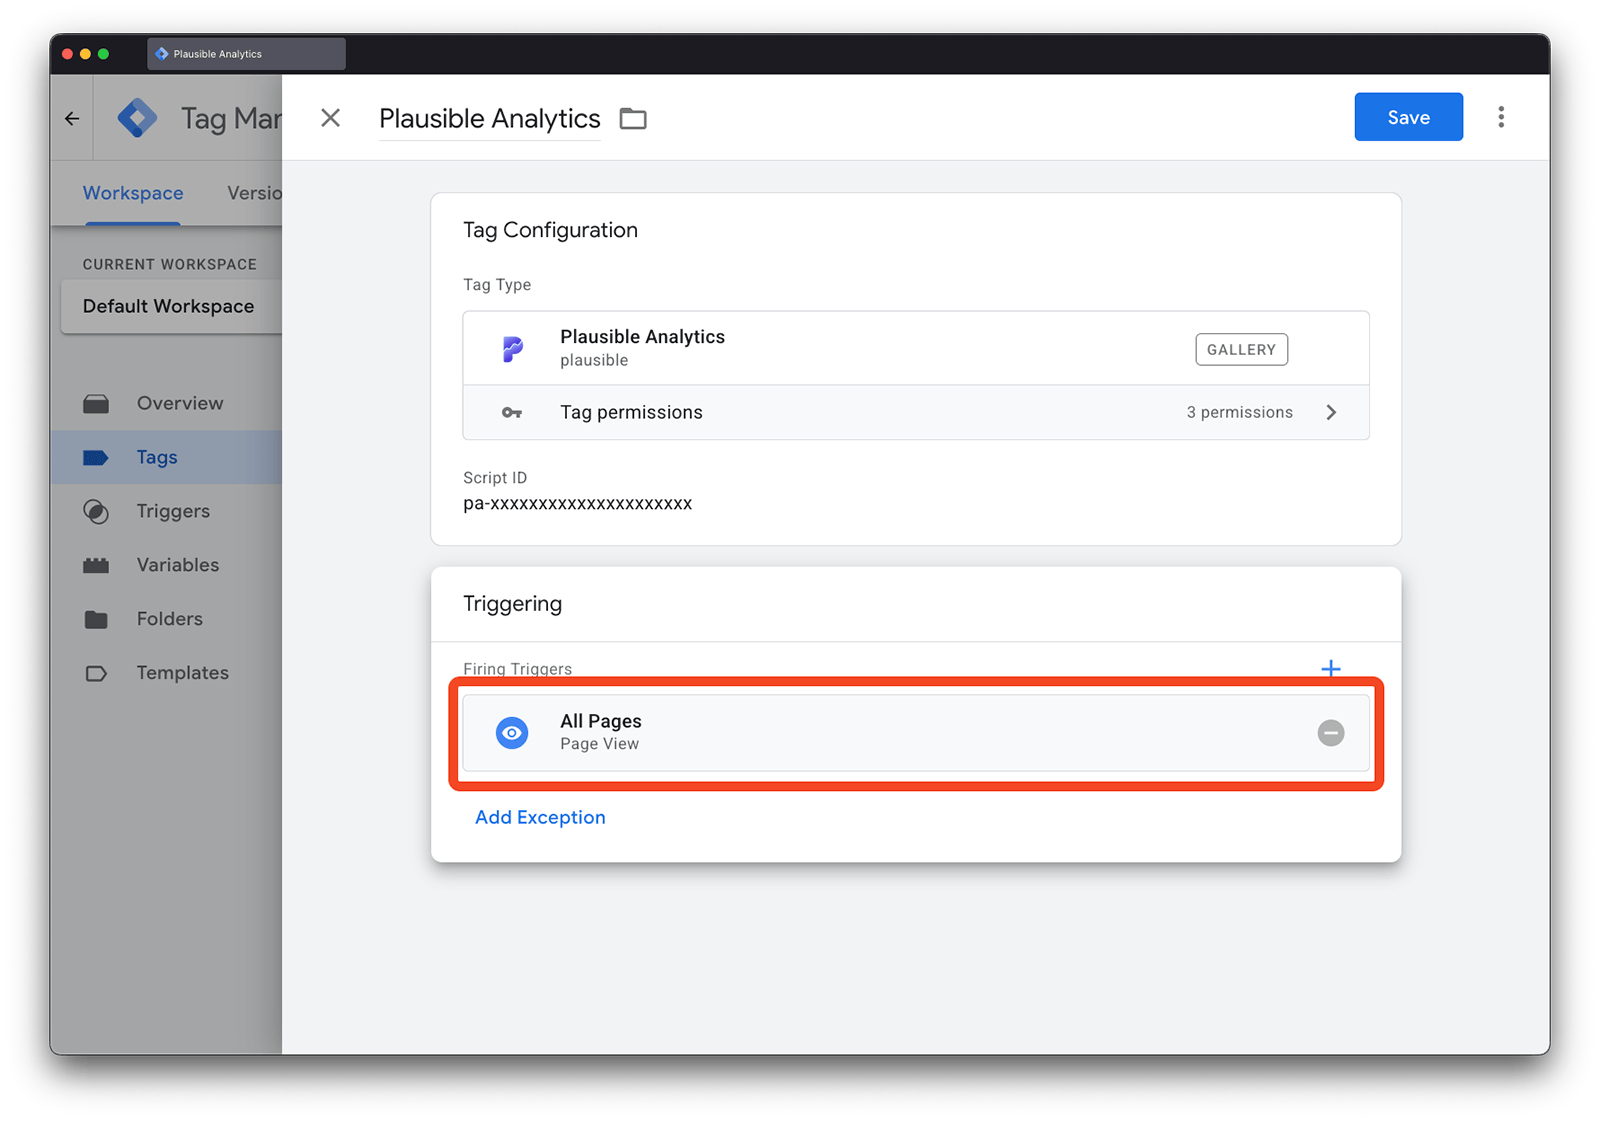 Plausible Analytics
Tag Mar
Plausible Analytics
Save
Workspace
Versio
CURRENT WORKSPACE
Default Workspace
Overview
Tags
Triggers
Variables
Folders
Templates
Tag Configuration
Tag Type
Plausible Analytics
plausible
GALLERY
Tag permissions
3 permissions
Script ID
pa-xxxxxxxxxxxxxxxxxxxxx
Triggering
Firing Triggers
All Pages
Page View
Add Exception